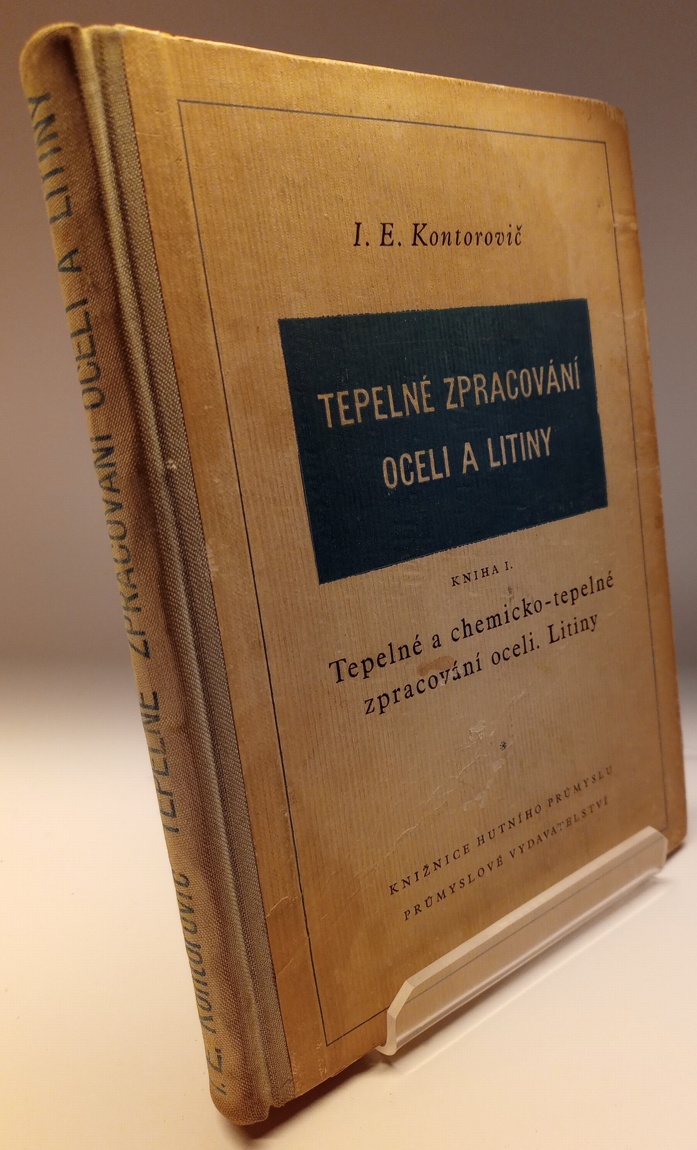 I. E. Kontorovič TEPELNÉ ZPRACOVÁNÍ OCELI A LITINY
I. E. Kontorovič
TEPELNÉ ZPRACOVÁNÍ
OCELI A LITINY
KNIHA I.
Tepelné a chemicko-tepelné
zpracování oceli. Litiny
KNIŽNICE HUTNÍHO PRŮMYSLU
PRŮMYSLOVÉ VYDAVATELSTVÍ